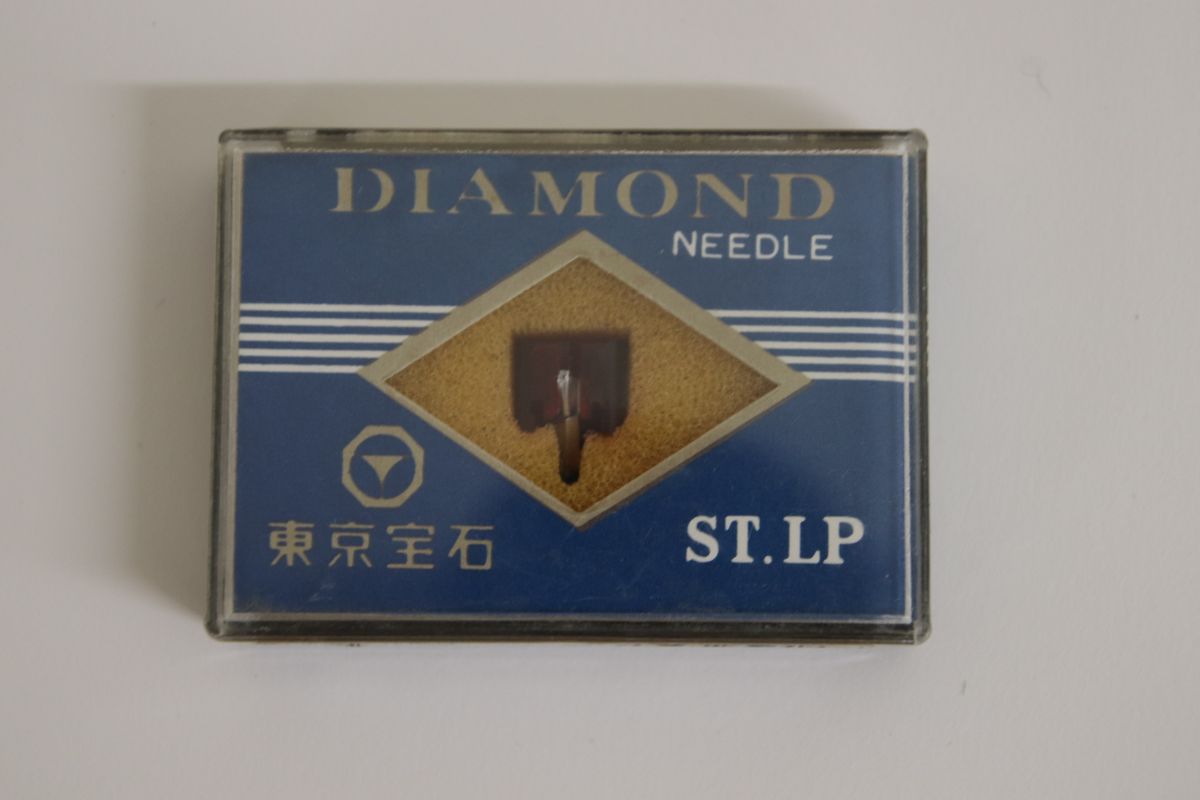 DIAMOND
NEEDLE
東京宝石
ST.LP